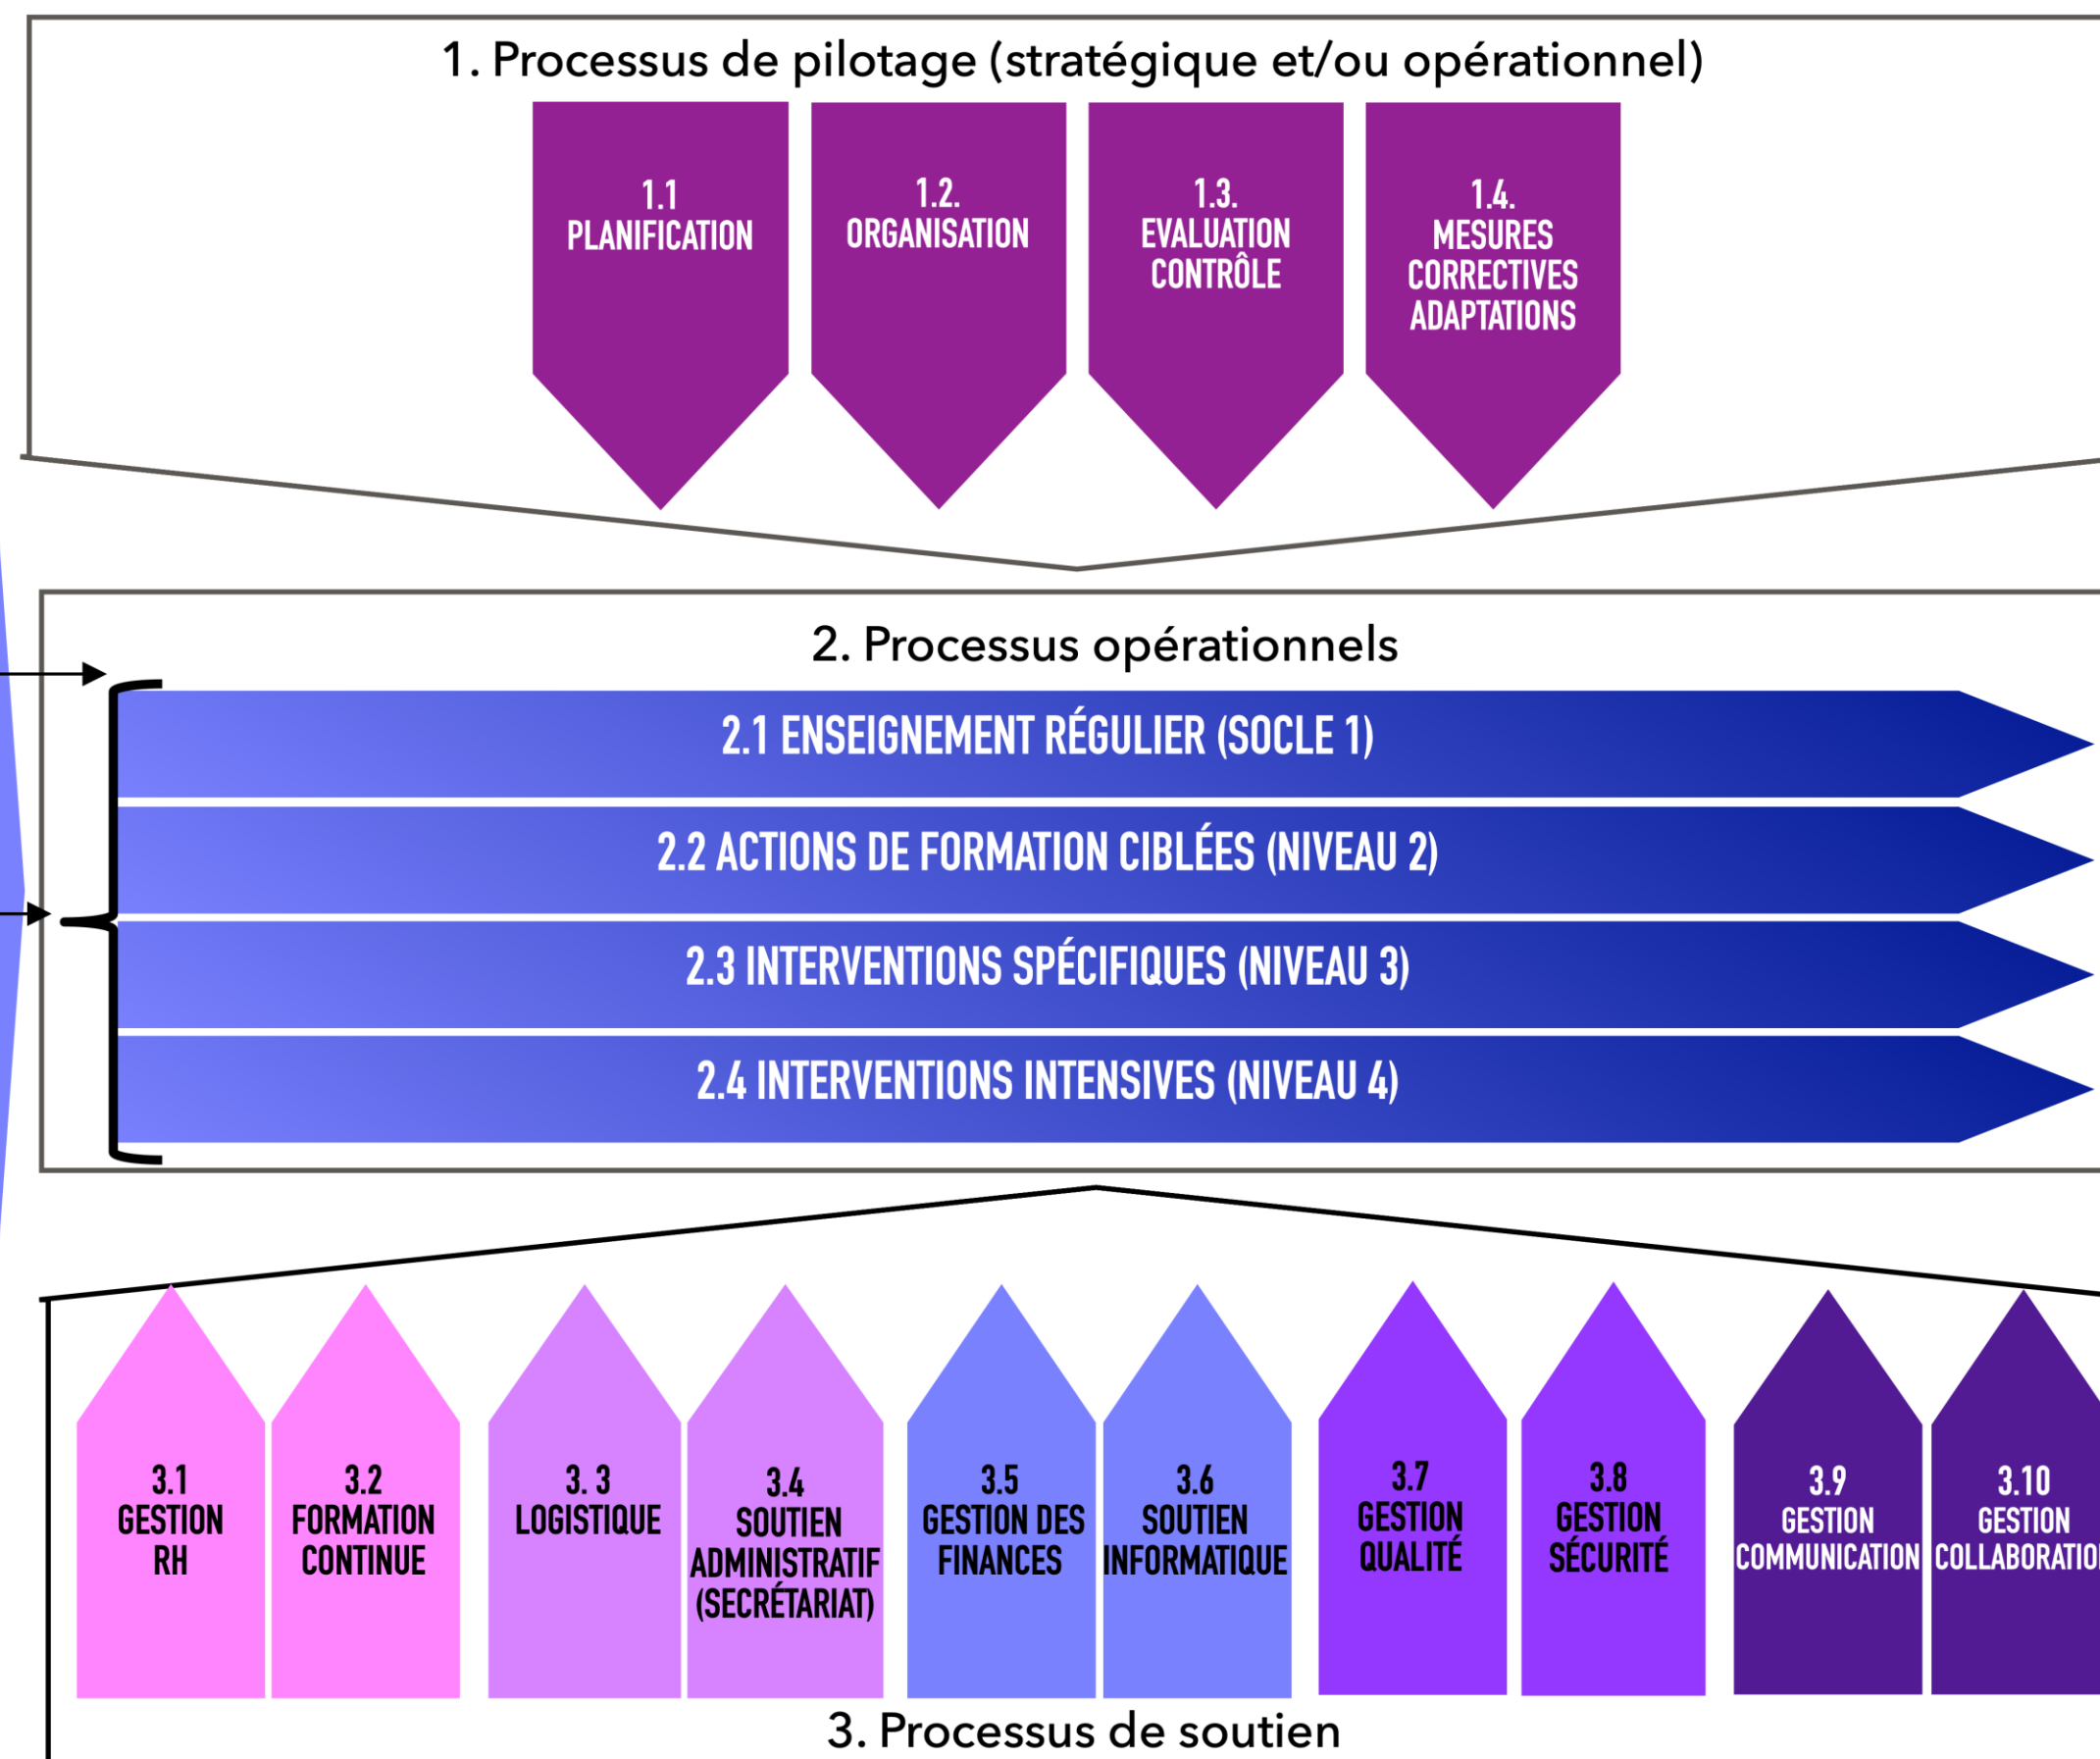 1. Processus de pilotage (stratégique et/ou opérationnel)
1.1
PLANIFICATION
1.2.
ORGANISATION
1.3.
EVALUATION
CONTRÔLE
1.4.
MESURES
CORRECTIVES
ADAPTATIONS
2. Processus opérationnels
2.1 ENSEIGNEMENT RÉGULIER (SOCLE 1)
2.2 ACTIONS DE FORMATION CIBLÉES (NIVEAU 2)
2.3 INTERVENTIONS SPÉCIFIQUES (NIVEAU 3)
2.4 INTERVENTIONS INTENSIVES (NIVEAU 4)
3.1
GESTION
RH
3.2
FORMATION
CONTINUE
3. 3
LOGISTIQUE
3.4
SOUTIEN
ADMINISTRATIF
(SECRÉTARIAT)
3.5
GESTION DES
FINANCES
3.6
SOUTIEN
INFORMATIQUE
3.7
GESTION
QUALITÉ
3.8
GESTION
SÉCURITÉ
3.9
GESTION
COMMUNICATION
3.10
GESTION
3. Processus de soutien